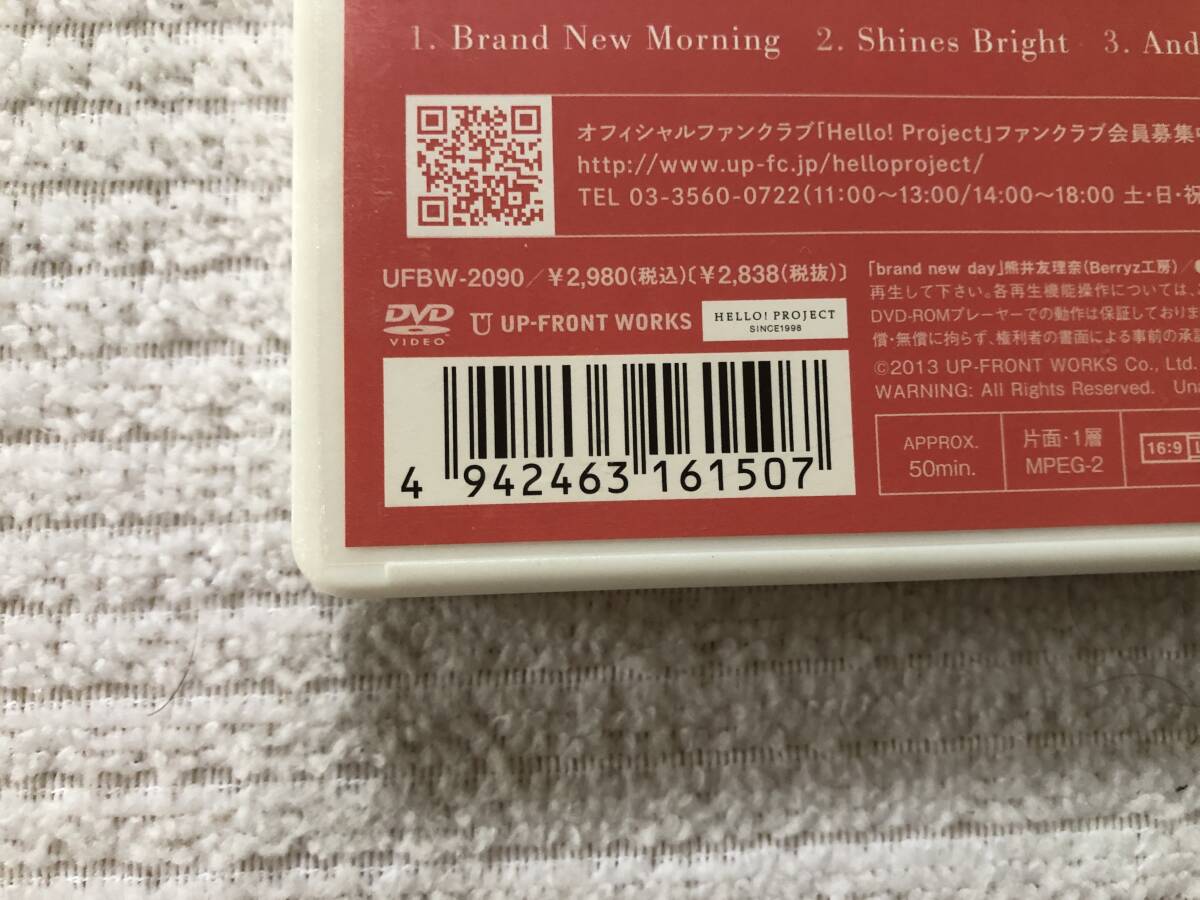 1. Brand New Morning 2. Shines Bright 3. And
オフィシャルファンクラブ「Hello! Project」ファンクラブ会員募集
http://www.up-fc.jp/helloproject/
TEL 03-3560-0722(11:00〜13:00/14:00〜18:00 土・日・祝
UFBW-2090/¥2,980(税込)〔¥2,838(税抜)〕
DVD VIDEO
UP-FRONT WORKS
HELLO! PROJECT
SINCE1998
4 942463 161507
「brand new day」熊井友理奈(Berryz工房)/
再生して下さい。各再生機能操作については、
DVD-ROMプレーヤーでの動作は保証しておりま
償・無償に拘らず、権利者の書面による事前の承
©2013 UP-FRONT WORKS Co., Ltd.
WARNING: All Rights Reserved. Una
APPROX.
50min.
片面・1層
MPEG-2
16:9